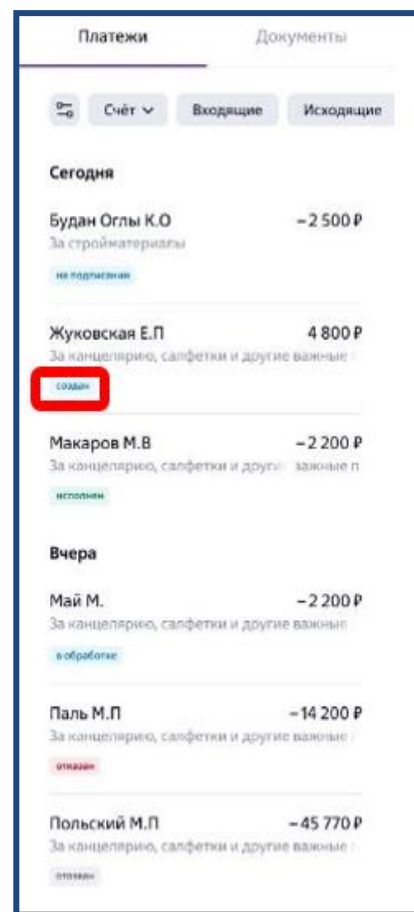 Платежи Документы
Счёт Входящие Исходящие
Сегодня
Будан Оглы К.О −2 500 ₽
За стройматериалы
на подписании
Жуковская Е.П 4 800 ₽
За канцелярию, салфетки и другие важные
создан
Макаров М.В −2 200 ₽
За канцелярию, салфетки и другие важные п
исполнен
Вчера
Май М. −2 200 ₽
За канцелярию, салфетки и другие важные
в обработке
Паль М.П −14 200 ₽
За канцелярию, салфетки и другие важные
отказан
Польский М.П −45 770 ₽
За канцелярию, салфетки и другие важные
отозван